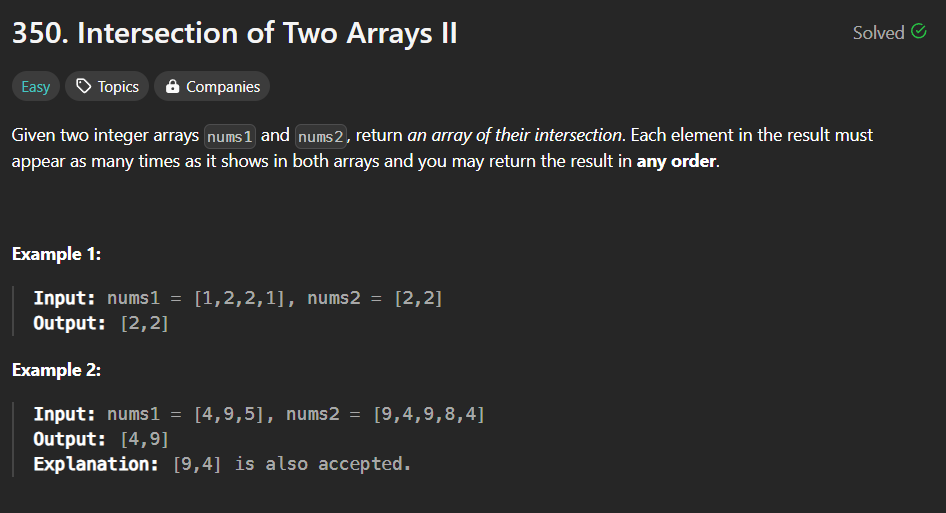 350. Intersection of Two Arrays II
Solved
Easy Topics Companies
Given two integer arrays nums1 and nums2, return an array of their intersection. Each element in the result must
appear as many times as it shows in both arrays and you may return the result in any order.
Example 1:
Input: nums1 = [1,2,2,1], nums2 = [2,2]
Output: [2,2]
Example 2:
Input: nums1 = [4,9,5], nums2 = [9,4,9,8,4]
Output: [4,9]
Explanation: [9,4] is also accepted.